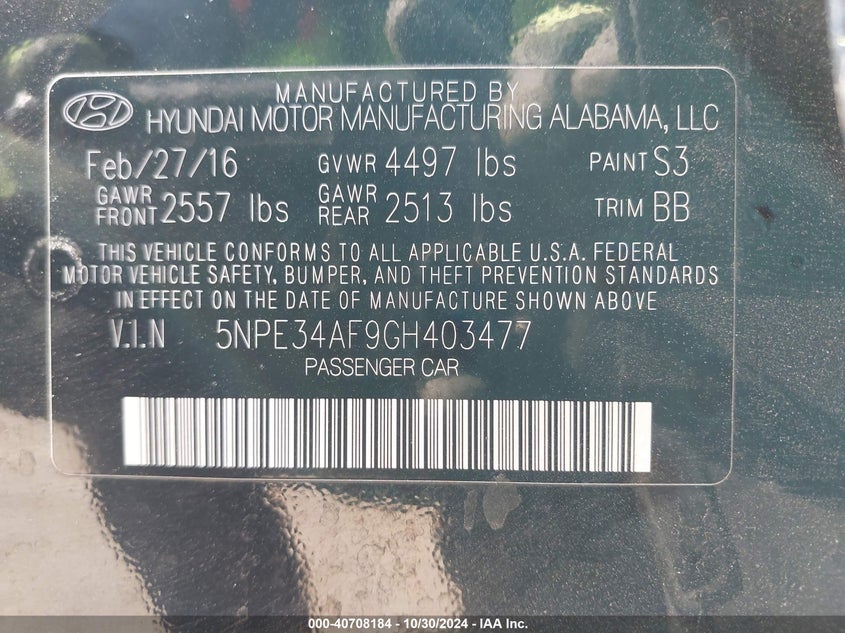 MANUFACTURED BY
HYUNDAI MOTOR MANUFACTURING ALABAMA, LLC
Feb/27/16 GVWR 4497 lbs PAINT S3
GAWR FRONT 2557 lbs GAWR REAR 2513 lbs TRIM BB
THIS VEHICLE CONFORMS TO ALL APPLICABLE U.S.A. FEDERAL
MOTOR VEHICLE SAFETY, BUMPER, AND THEFT PREVENTION STANDARDS
IN EFFECT ON THE DATE OF MANUFACTURE SHOWN ABOVE
V.I.N 5NPE34AF9GH403477
PASSENGER CAR
000-40708184 - 10/30/2024 - IAA Inc.